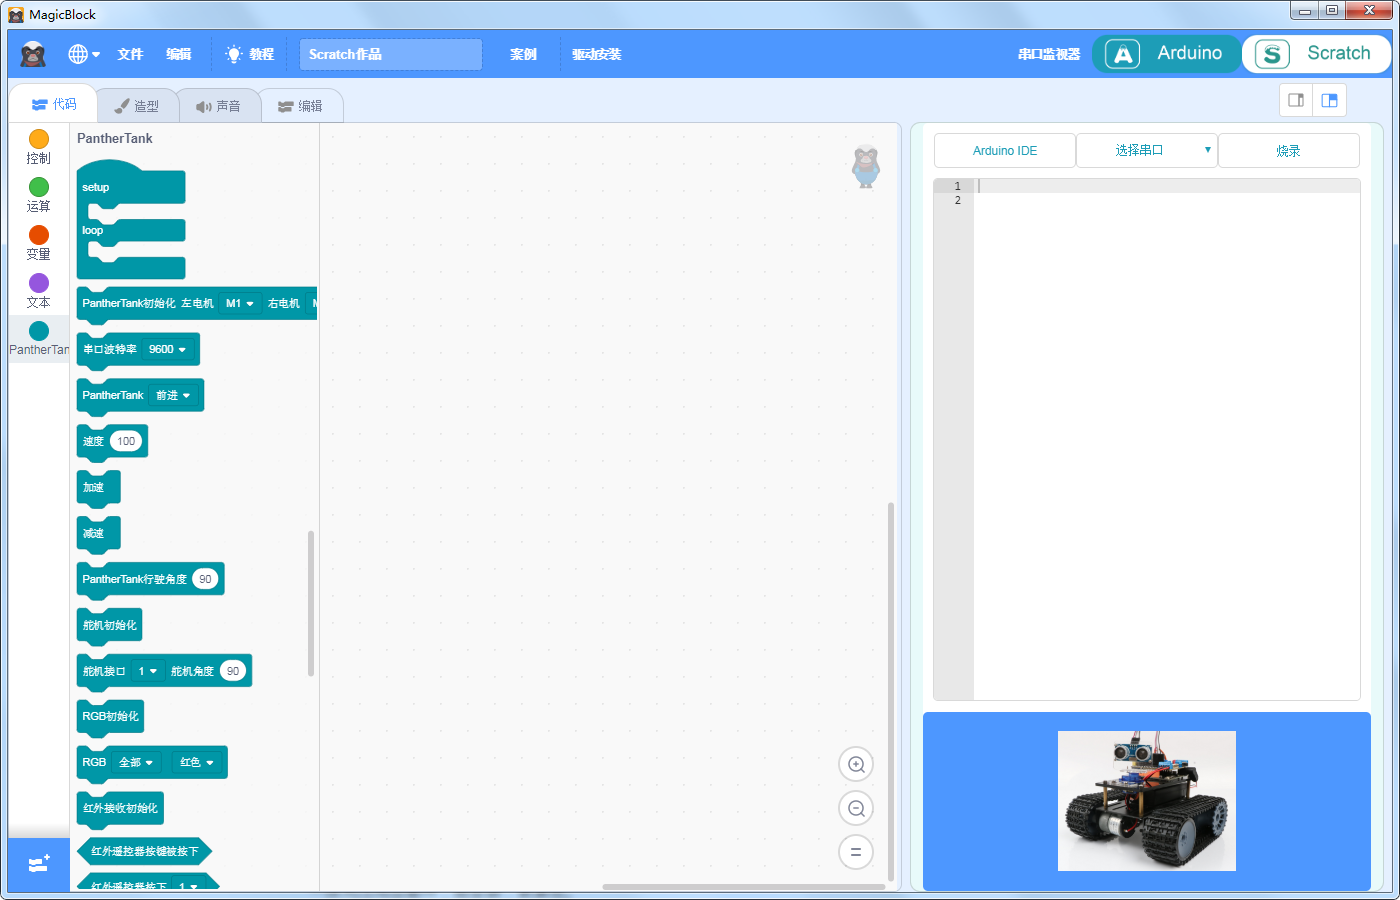 MagicBlock
文件 编辑 教程 Scratch作品 案例 驱动安装 串口监视器 Arduino Scratch
代码 造型 声音 编辑
控制
运算
变量
文本
PantherTan
PantherTank
setup
loop
PantherTank初始化 左电机 M1 右电机
串口波特率 9600
PantherTank 前进
速度 100
加速
减速
PantherTank行驶角度 90
舵机初始化
舵机接口 1 舵机角度 90
RGB初始化
RGB 全部 红色
红外接收初始化
红外遥控器按键被按下
红外遥控器按下 1
Arduino IDE 选择串口 烧录
1
2